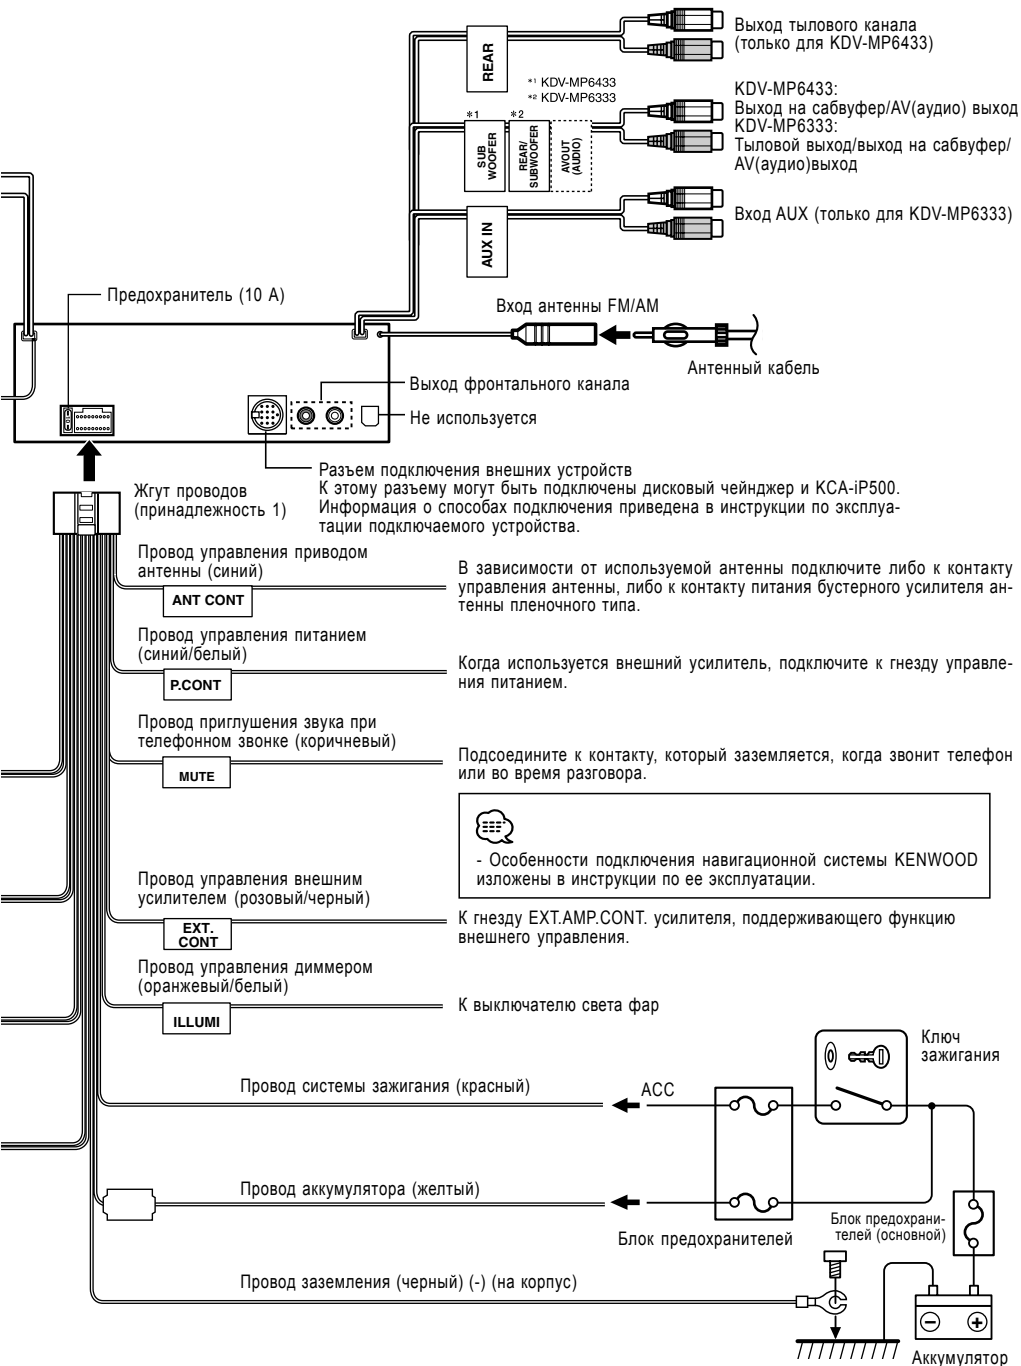 Выход тылового канала
(только для KDV-MP6433)
REAR
*1 KDV-MP6433
*2 KDV-MP6333
KDV-MP6433:
Выход на сабвуфер/AV(аудио) выход
KDV-MP6333:
Тыловой выход/выход на сабвуфер/
AV(аудио)выход
*1
*2
SUB
WOOFER
REAR/
SUBWOOFER
AVOUT
(AUDIO)
AUX IN
Вход AUX (только для KDV-MP6333)
Предохранитель (10 А)
Вход антенны FM/AM
Антенный кабель
Выход фронтального канала
Не используется
Разъем подключения внешних устройств
К этому разъему могут быть подключены дисковый чейнджер и KCA-iP500.
Информация о способах подключения приведена в инструкции по эксплуа-
тации подключаемого устройства.
Жгут проводов
(принадлежность 1)
Провод управления приводом
антенны (синий)
ANT CONT
В зависимости от используемой антенны подключите либо к контакту
управления антенны, либо к контакту питания бустерного усилителя ан-
тенны пленочного типа.
Провод управления питанием
(синий/белый)
P.CONT
Когда используется внешний усилитель, подключите к гнезду управле-
ния питанием.
Провод приглушения звука при
телефонном звонке (коричневый)
MUTE
Подсоедините к контакту, который заземляется, когда звонит телефон
или во время разговора.
- Особенности подключения навигационной системы KENWOOD
изложены в инструкции по ее эксплуатации.
Провод управления внешним
усилителем (розовый/черный)
EXT.
CONT
К гнезду EXT.AMP.CONT. усилителя, поддерживающего функцию
внешнего управления.
Провод управления диммером
(оранжевый/белый)
ILLUMI
К выключателю света фар
Ключ
зажигания
Провод системы зажигания (красный)
ACC
Провод аккумулятора (желтый)
Блок предохранителей
Блок предохрани-
телей (основной)
Провод заземления (черный) (-) (на корпус)
Аккумулятор